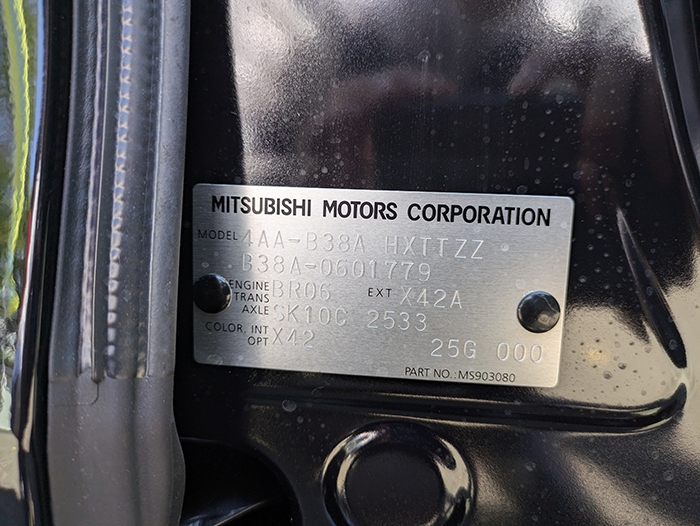 MITSUBISHI MOTORS CORPORATION
MODEL 4AA-B38A HXTTZZ
B38A-0601779
ENGINE BR06 EXT X42A
TRANS AXLE SK10C 2533
COLOR, INT OPT X42
25G 000
PART NO.:MS903080